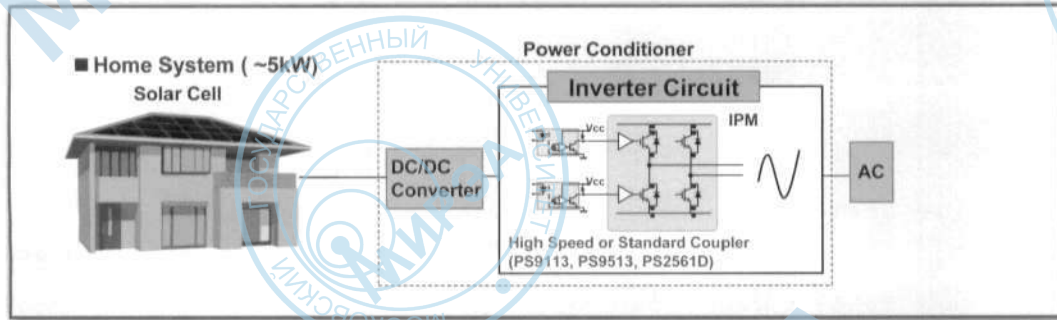 ■ Home System ( ~5kW)
Solar Cell
Power Conditioner
Inverter Circuit
IPM
Vcc
DC/DC
Converter
Vcc
AC
High Speed or Standard Coupler
(PS9113, PS9513, PS2561D)
МИРЭА